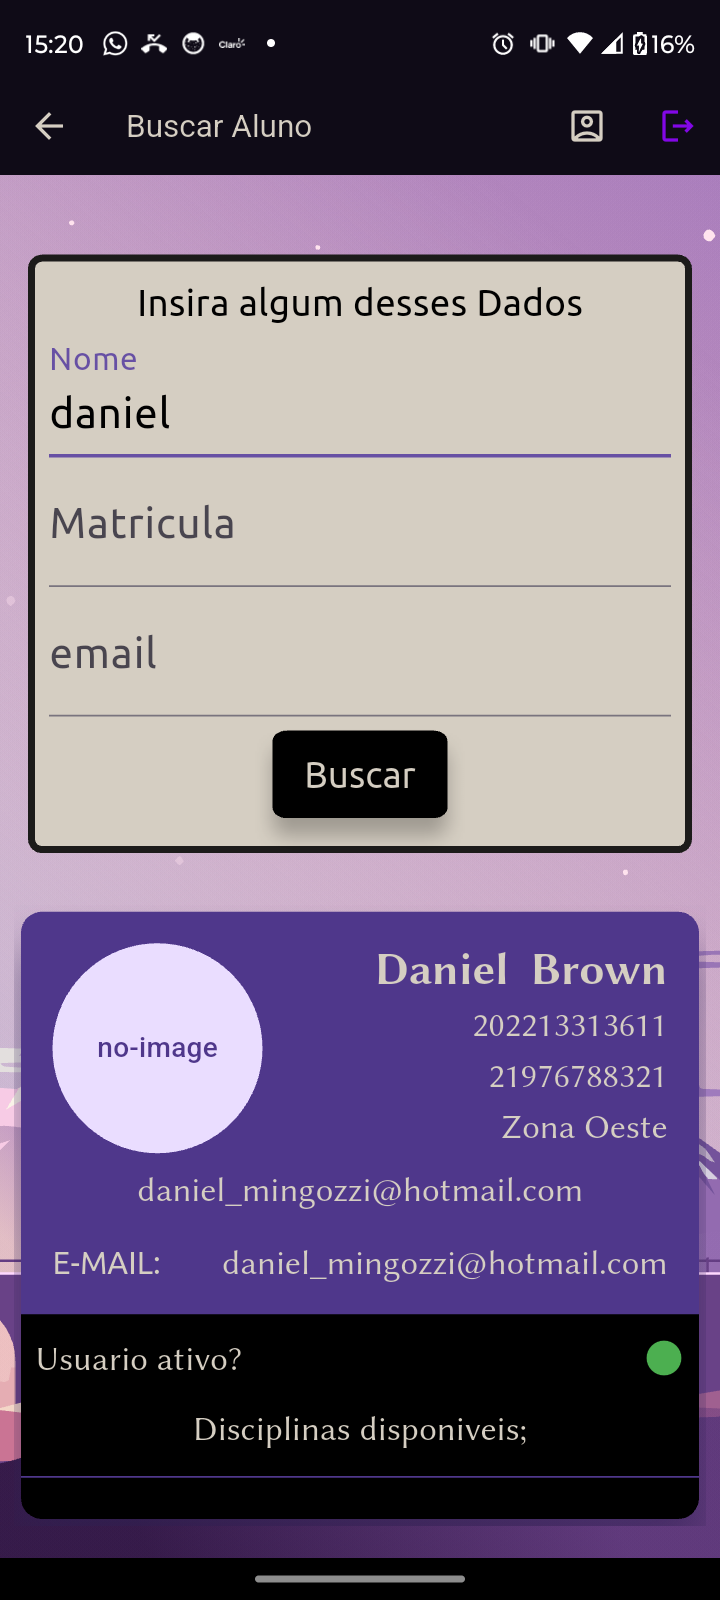 15:20 Claro 16%
Buscar Aluno
Insira algum desses Dados
Nome
daniel
Matricula
email
Buscar
no-image
Daniel Brown
202213313611
21976788321
Zona Oeste
daniel_mingozzi@hotmail.com
E-MAIL: daniel_mingozzi@hotmail.com
Usuario ativo?
Disciplinas disponiveis;